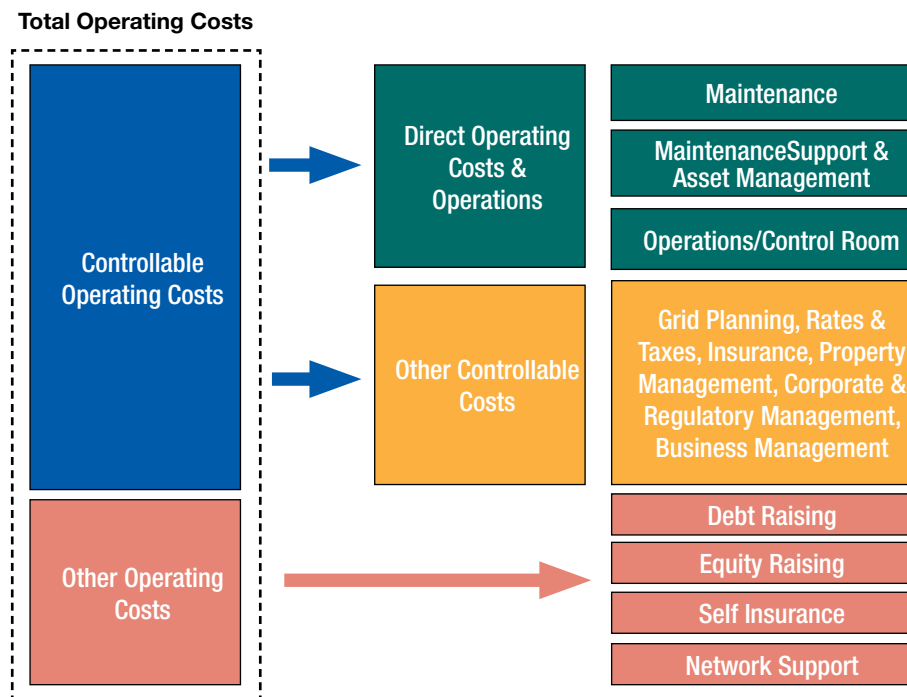 Total Operating Costs
Controllable
Operating Costs
Other Operating
Costs
Direct Operating
Costs &
Operations
Other Controllable
Costs
Maintenance
MaintenanceSupport &
Asset Management
Operations/Control Room
Grid Planning, Rates &
Taxes, Insurance, Property
Management, Corporate &
Regulatory Management,
Business Management
Debt Raising
Equity Raising
Self Insurance
Network Support